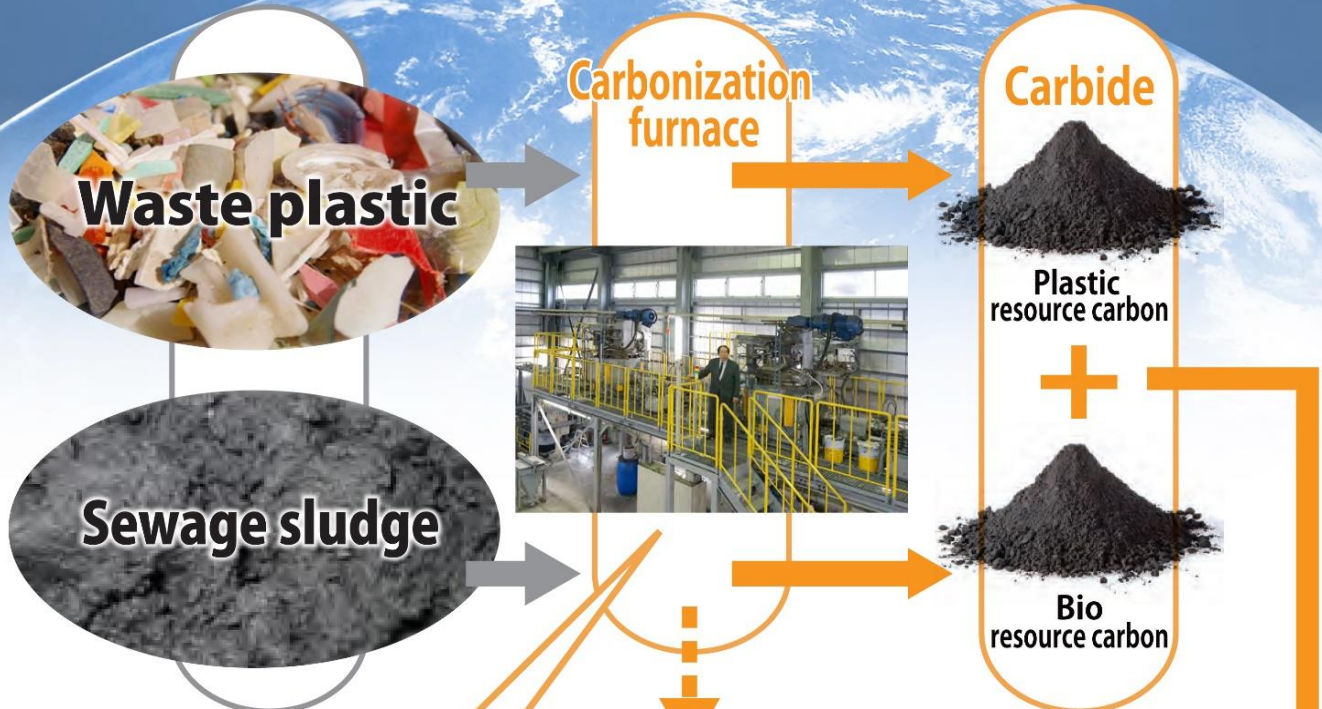 Waste plastic
Carbonization
furnace
Carbide
Plastic
resource carbon
+
Sewage sludge
Bio
resource carbon